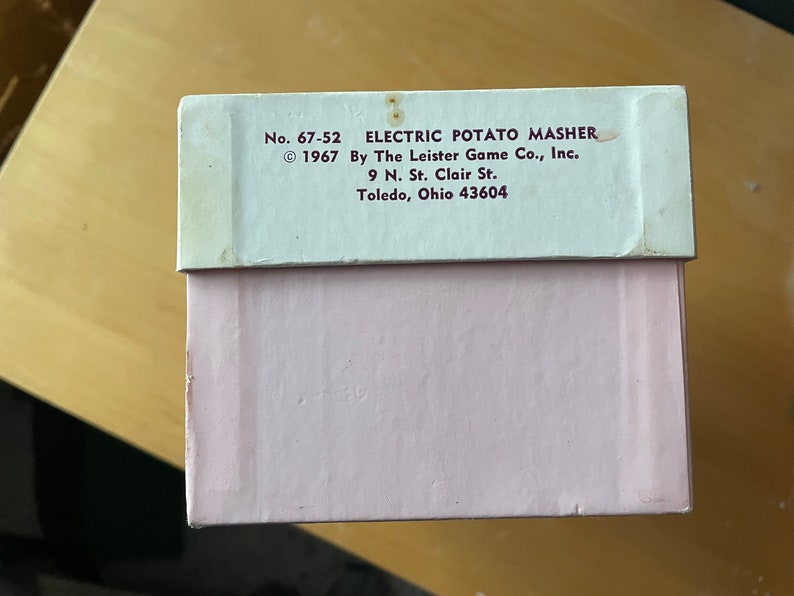 No. 67-52 ELECTRIC POTATO MASHER
© 1967 By The Leister Game Co., Inc.
9 N. St. Clair St.
Toledo, Ohio 43604